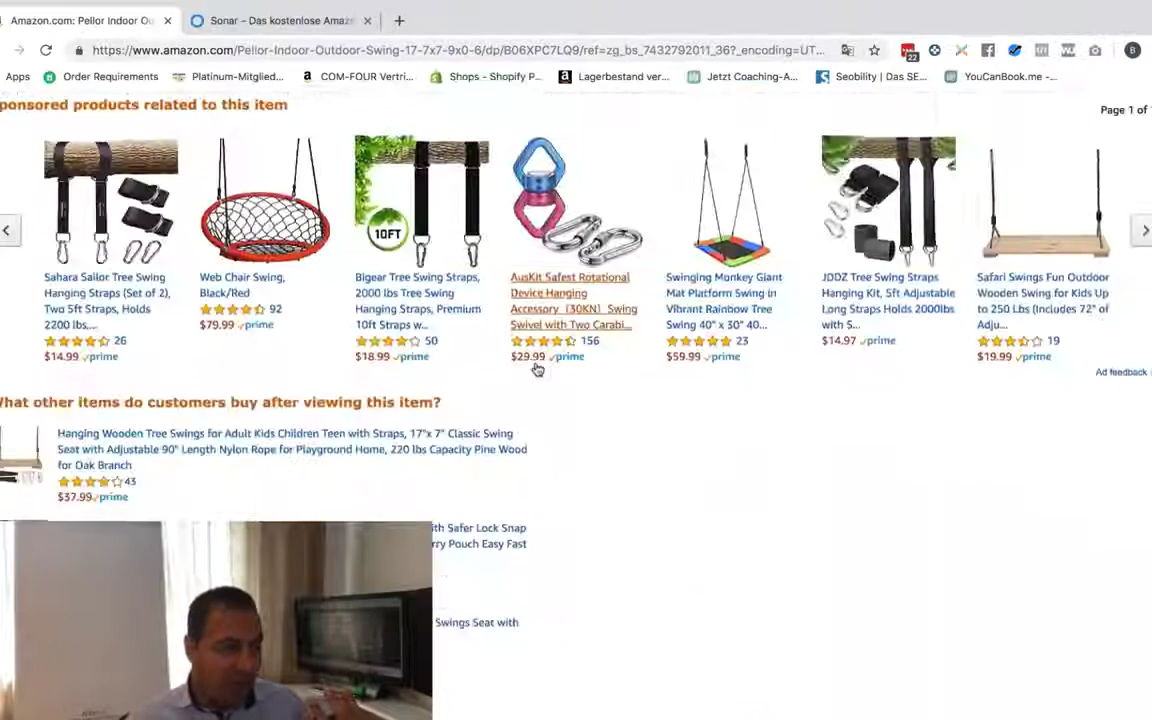 Amazon.com: Pellor Indoor Ou
Sonar – Das kostenlose Amazo
https://www.amazon.com/Pellor-Indoor-Outdoor-Swing-17-7x7-9x0-6/dp/B06XPC7LQ9/ref=zg_bs_7432792011_36?_encoding=UT...
22
B
Apps
Order Requirements
Platinum-Mitglied...
COM-FOUR Vertri...
Shops - Shopify P...
Lagerbestand ver...
Jetzt Coaching-A...
Seobility | Das SE...
YouCanBook.me -...
ponsored products related to this item
Page 1 of
10FT
Sahara Sailor Tree Swing
Hanging Straps (Set of 2),
Two 5ft Straps, Holds
2200 lbs,...
26
$14.99 prime
Web Chair Swing,
Black/Red
92
$79.99 prime
Bigear Tree Swing Straps,
2000 lbs Tree Swing
Hanging Straps, Premium
10ft Straps w...
50
$18.99 prime
AusKit Safest Rotational
Device Hanging
Accessory (30KN) Swing
Swivel with Two Carabi...
156
$29.99 prime
Swinging Monkey Giant
Mat Platform Swing in
Vibrant Rainbow Tree
Swing 40" x 30" 40...
23
$59.99 prime
JDDZ Tree Swing Straps
Hanging Kit, 5ft Adjustable
Long Straps Holds 2000lbs
with S...
$14.97 prime
Safari Swings Fun Outdoor
Wooden Swing for Kids Up
to 250 Lbs (Includes 72" of
Adju...
19
$19.99 prime
Ad feedback
hat other items do customers buy after viewing this item?
Hanging Wooden Tree Swings for Adult Kids Children Teen with Straps, 17"x 7" Classic Swing
Seat with Adjustable 90" Length Nylon Rope for Playground Home, 220 lbs Capacity Pine Wood
for Oak Branch
43
$37.99 prime
ith Safer Lock Snap
rry Pouch Easy Fast
Swings Seat with